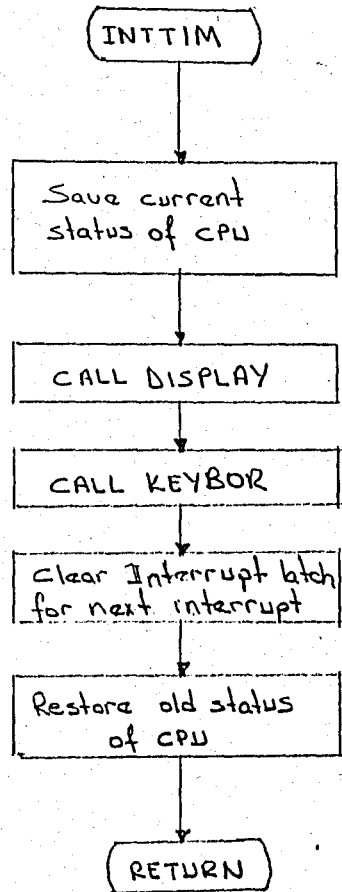 INTTIM
Save current
status of CPU
CALL DISPLAY
CALL KEYBOR
Clear Interrupt latch
for next interrupt
Restore old status
of CPU
RETURN